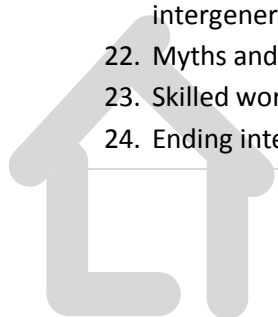 intergener
22. Myths and
23. Skilled wor
24. Ending inte